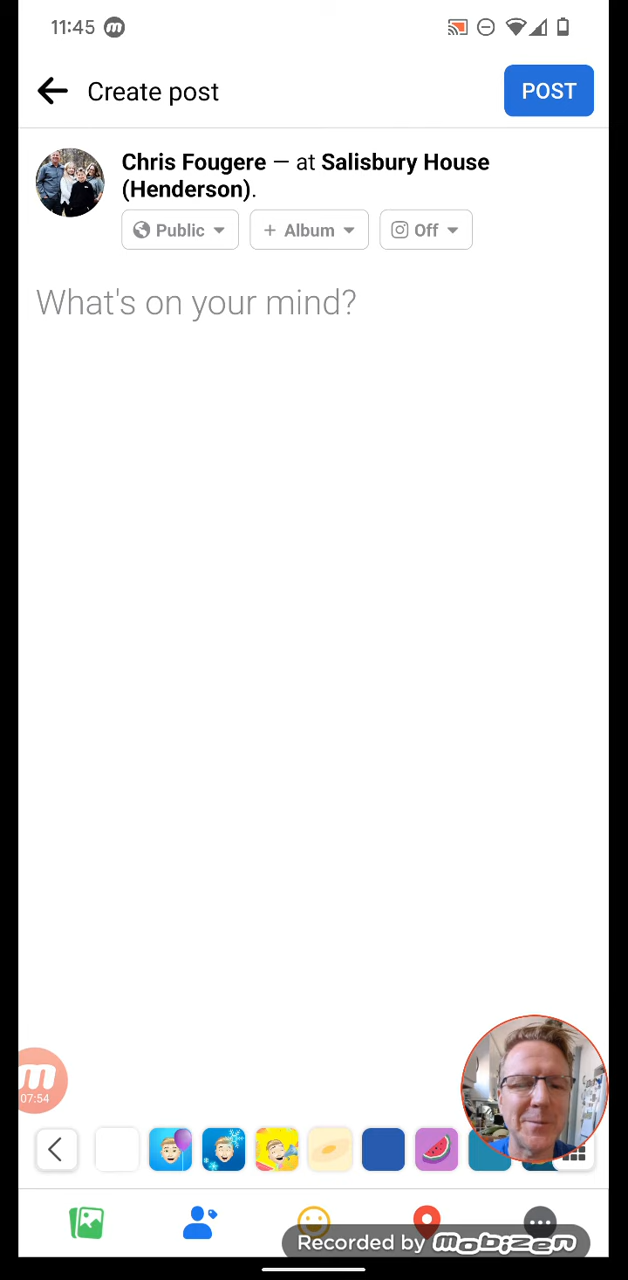 11:45
Create post
POST
Chris Fougere — at Salisbury House
(Henderson).
Public
+ Album
Off
What's on your mind?
07:54
Recorded by mobizen